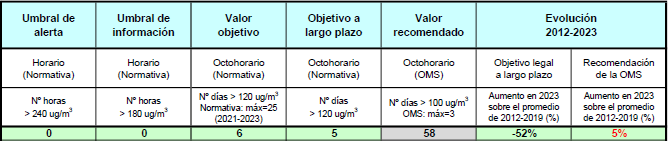 Umbral de alerta
Umbral de información
Valor objetivo
Objetivo a largo plazo
Valor recomendado
Evolución 2012-2023
Horario (Normativa)
Horario (Normativa)
Octohorario (Normativa)
Octohorario (Normativa)
Octohorario (OMS)
Objetivo legal a largo plazo
Recomendación de la OMS
Nº horas > 240 ug/m³
Nº horas > 180 ug/m³
Nº días > 120 ug/m³ Normativa: máx=25 (2021-2023)
Nº días > 120 ug/m³
Nº días > 100 ug/m³ OMS: máx=3
Aumento en 2023 sobre el promedio de 2012-2019 (%)
Aumento en 2023 sobre el promedio de 2012-2019 (%)
0
0
6
5
58
-52%
5%